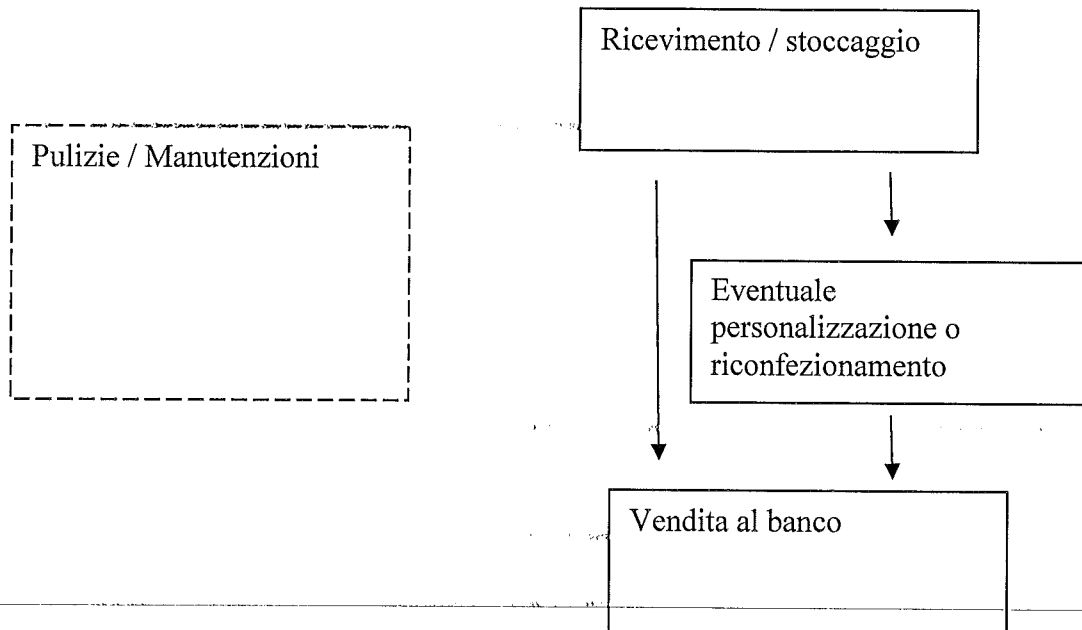 Ricevimento / stoccaggio
Pulizie / Manutenzioni
Eventuale
personalizzazione o
riconfezionamento
Vendita al banco